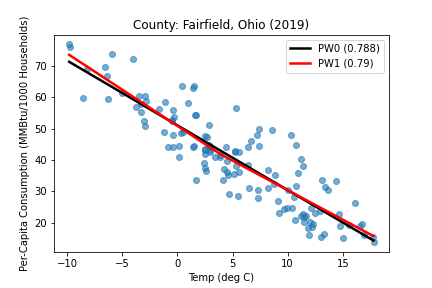 County: Fairfield, Ohio (2019)
PW0 (0.788)
PW1 (0.79)
Per-Capita Consumption (MMBtu/1000 Households)
70
60
50
40
30
20
−10
−5
0
5
10
15
Temp (deg C)